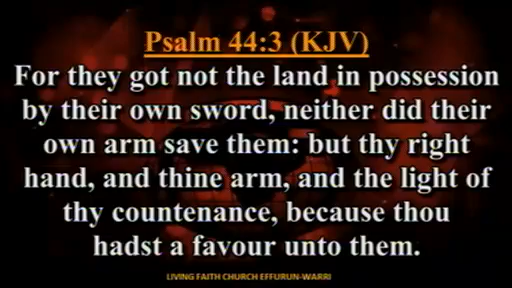 Psalm 44:3 (KJV)
For they got not the land in possession
by their own sword, neither did their
own arm save them: but thy right
hand, and thine arm, and the light of
thy countenance, because thou
hadst a favour unto them.
LIVING FAITH CHURCH EFFURUN-WARRI